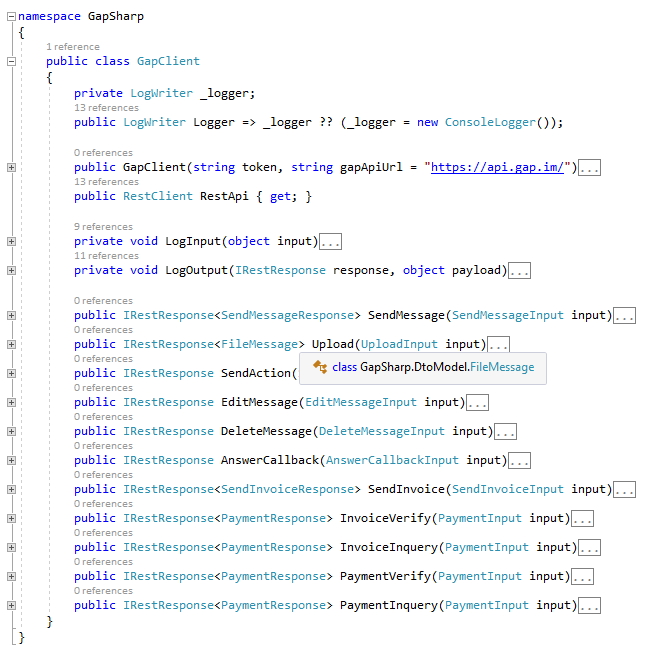 namespace GapSharp
{
1 reference
public class GapClient
{
private LogWriter _logger;
13 references
public LogWriter Logger => _logger ?? (_logger = new ConsoleLogger());
0 references
public GapClient(string token, string gapApiUrl = "https://api.gap.im/")...
13 references
public RestClient RestApi { get; }
9 references
private void LogInput(object input)...
11 references
private void LogOutput(IRestResponse response, object payload)...
0 references
public IRestResponse<SendMessageResponse> SendMessage(SendMessageInput input)...
0 references
public IRestResponse<FileMessage> Upload(UploadInput input)...
0 references
public IRestResponse SendAction(
class GapSharp.DtoModel.FileMessage
0 references
public IRestResponse EditMessage(EditMessageInput input)...
0 references
public IRestResponse DeleteMessage(DeleteMessageInput input)...
0 references
public IRestResponse AnswerCallback(AnswerCallbackInput input)...
0 references
public IRestResponse<SendInvoiceResponse> SendInvoice(SendInvoiceInput input)...
0 references
public IRestResponse<PaymentResponse> InvoiceVerify(PaymentInput input)...
0 references
public IRestResponse<PaymentResponse> InvoiceInquery(PaymentInput input)...
0 references
public IRestResponse<PaymentResponse> PaymentVerify(PaymentInput input)...
0 references
public IRestResponse<PaymentResponse> PaymentInquery(PaymentInput input)...
}
}